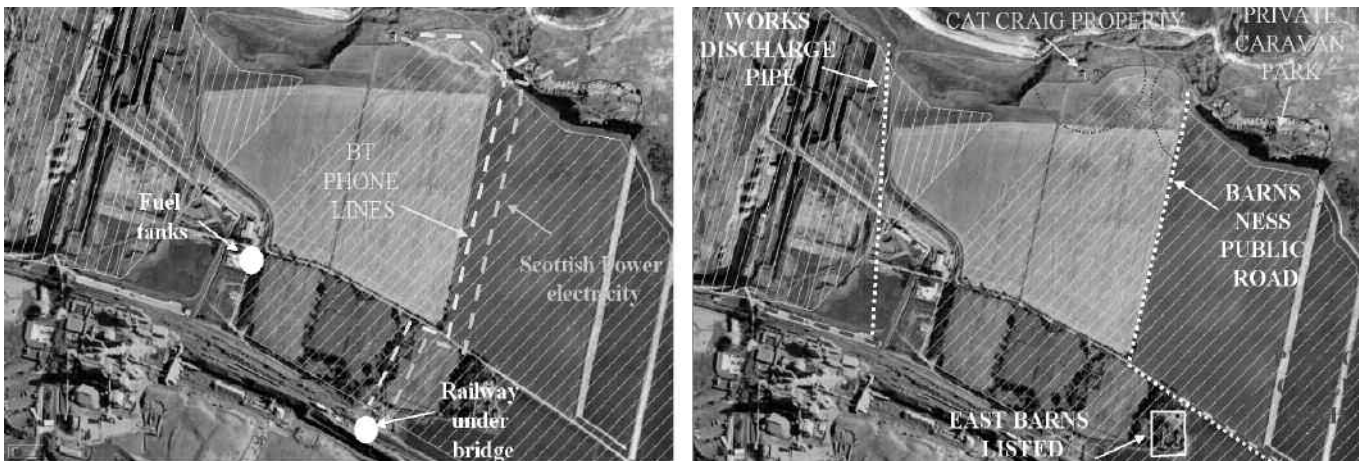 Fuel
tanks
BT
PHONE
LINES
Scottish Power
electricity
Railway
under
bridge
WORKS
DISCHARGE
PIPE
CAT CRAIG PROPERTY
PRIVATE
CARAVAN
PARK
BARNS
NESS
PUBLIC
ROAD
EAST BARNS
LISTED